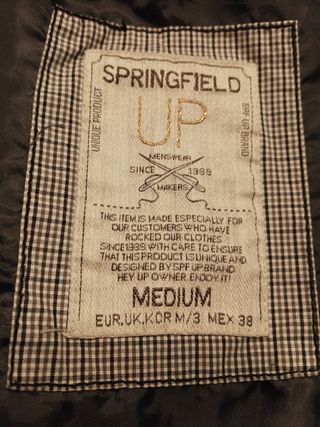 SPRINGFIELD
UP
UNIQUE PRODUCT
SPF UP BRAND
MENSWEAR
SINCE 1989
MAKERS
THIS ITEM IS MADE ESPECIALLY FOR
OUR CUSTOMERS WHO HAVE
ROCKED OUR CLOTHES
SINCE 1989 WITH CARE TO ENSURE
THAT THIS PRODUCT IS UNIQUE AND
DESIGNED BY SPF UP BRAND
HEY UP OWNER, ENJOY IT!
MEDIUM
EUR.UK.KOR M/3 MEX 38